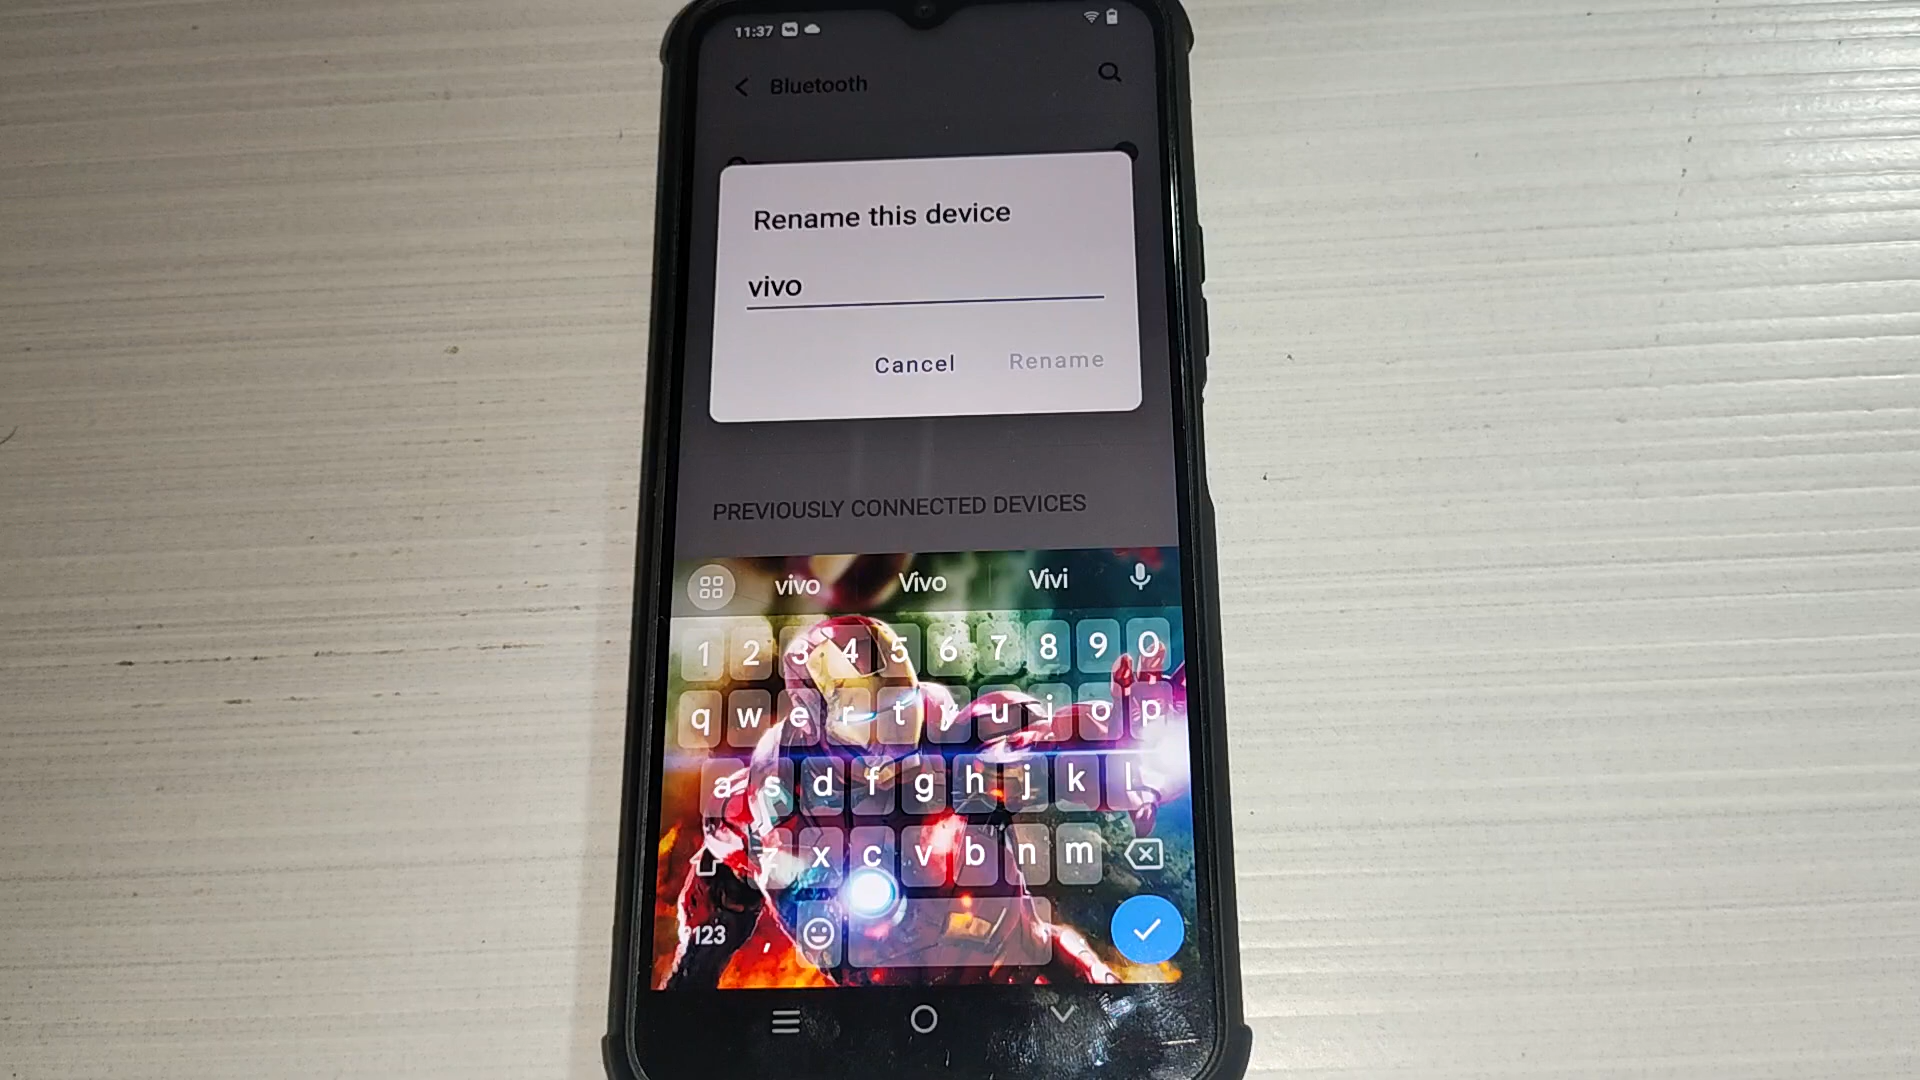 11:37
Bluetooth
Rename this device
vivo
Cancel Rename
PREVIOUSLY CONNECTED DEVICES
vivo Vivo Vivi
1 2 3 4 5 6 7 8 9 0
q w e r t y u i o p
a s d f g h j k l
z x c v b n m
?123 ,